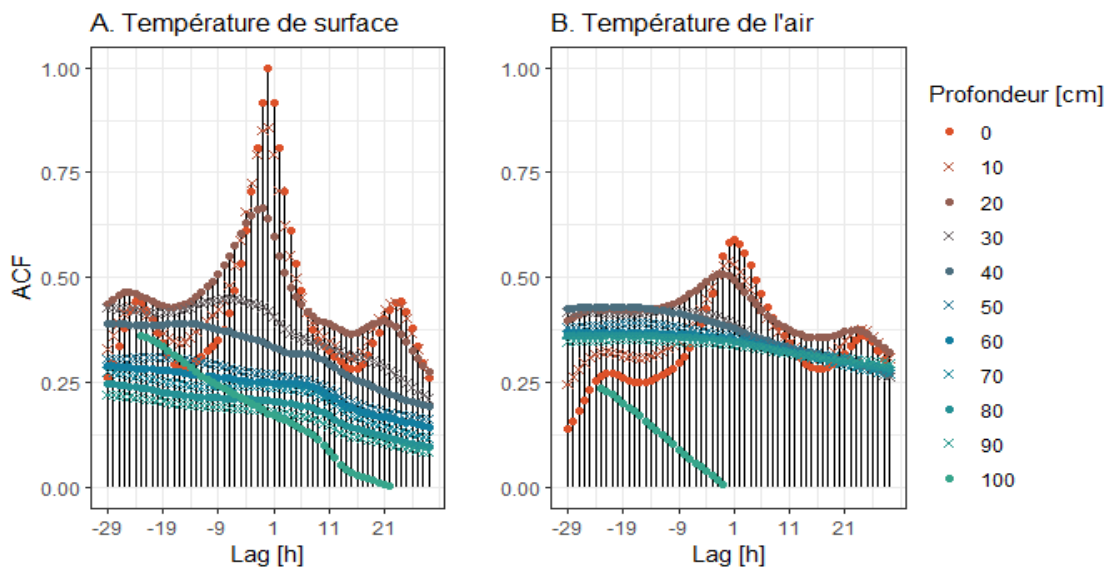 A. Température de surface
B. Température de l'air
ACF
1.00
0.75
0.50
0.25
0.00
-29 -19 -9 1 11 21
Lag [h]
1.00
0.75
0.50
0.25
0.00
-29 -19 -9 1 11 21
Lag [h]
Profondeur [cm]
0
10
20
30
40
50
60
70
80
90
100